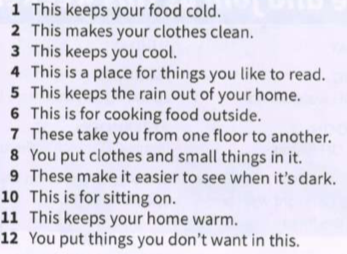 1 This keeps your food cold.
2 This makes your clothes clean.
3 This keeps you cool.
4 This is a place for things you like to read.
5 This keeps the rain out of your home.
6 This is for cooking food outside.
7 These take you from one floor to another.
8 You put clothes and small things in it.
9 These make it easier to see when it's dark.
10 This is for sitting on.
11 This keeps your home warm.
12 You put things you don't want in this.